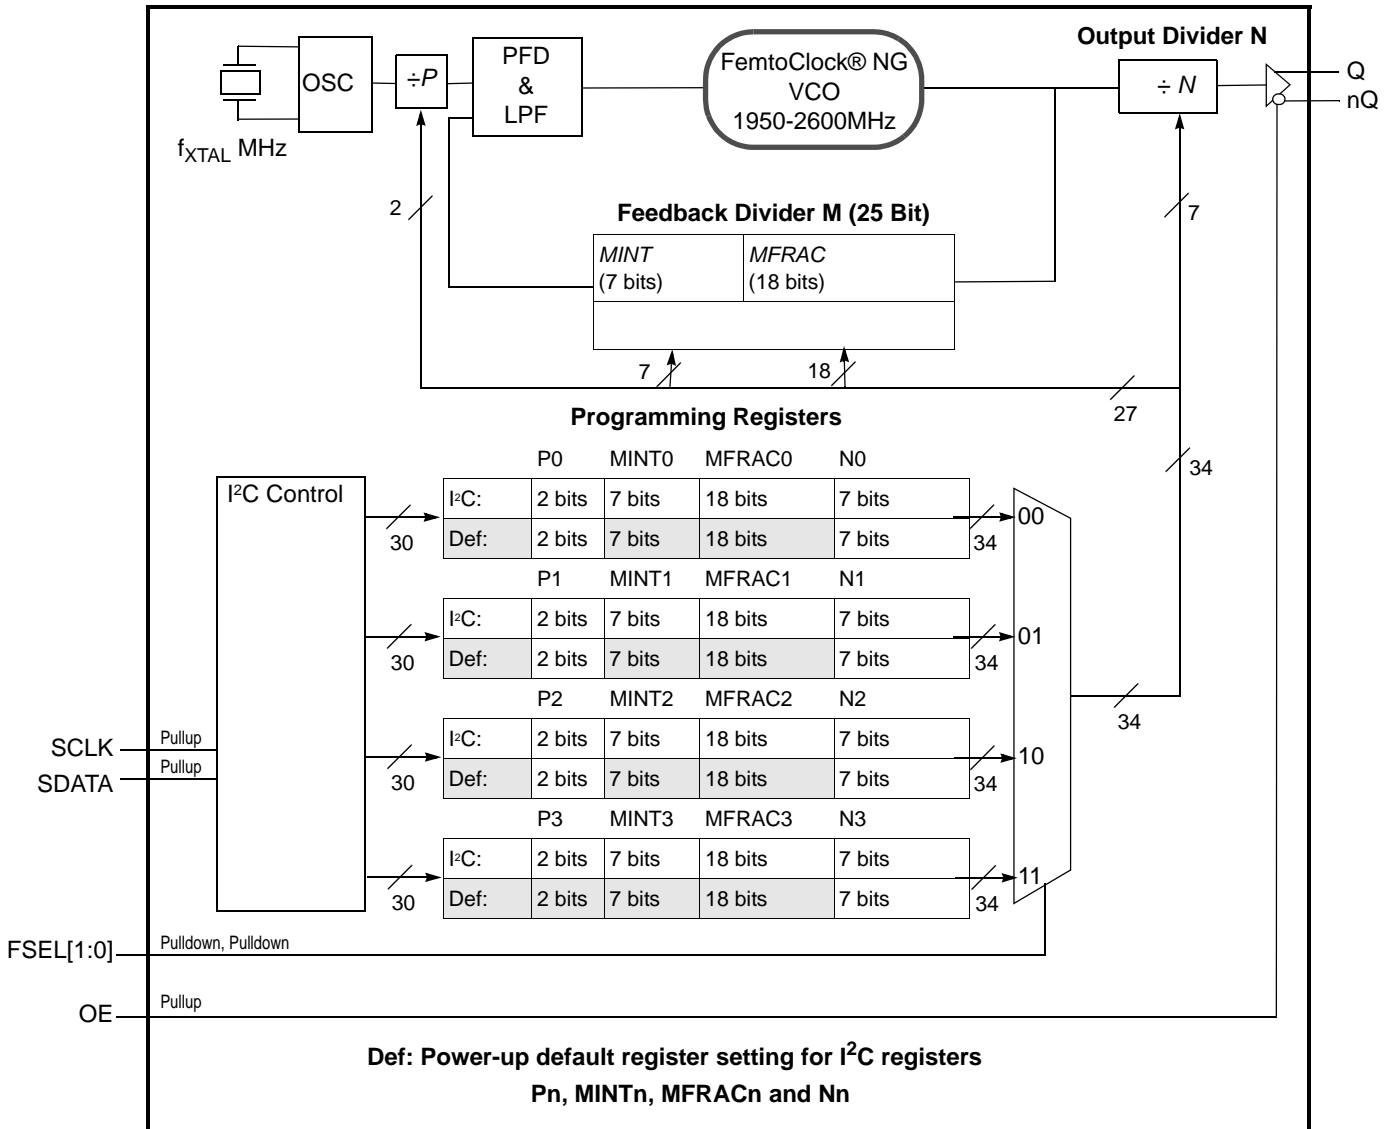 Output Divider N
OSC
÷P
PFD
&
LPF
FemtoClock® NG
VCO
1950-2600MHz
÷ N
Q
nQ
fXTAL MHz
2
7
Feedback Divider M (25 Bit)
MINT
(7 bits)
MFRAC
(18 bits)
7
18
27
Programming Registers
34
P0 MINT0 MFRAC0 N0
I²C Control
I²C: 2 bits 7 bits 18 bits 7 bits
00
Def: 2 bits 7 bits 18 bits 7 bits
30
34
P1 MINT1 MFRAC1 N1
I²C: 2 bits 7 bits 18 bits 7 bits
01
Def: 2 bits 7 bits 18 bits 7 bits
30
34
P2 MINT2 MFRAC2 N2
34
SCLK
Pullup
I²C: 2 bits 7 bits 18 bits 7 bits
10
SDATA
Pullup
Def: 2 bits 7 bits 18 bits 7 bits
30
34
P3 MINT3 MFRAC3 N3
I²C: 2 bits 7 bits 18 bits 7 bits
11
Def: 2 bits 7 bits 18 bits 7 bits
30
34
FSEL[1:0]
Pulldown, Pulldown
OE
Pullup
Def: Power-up default register setting for I²C registers
Pn, MINTn, MFRACn and Nn